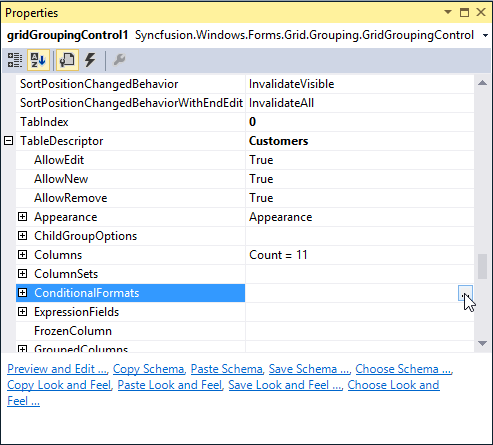 Properties
gridGroupingControl1 Syncfusion.Windows.Forms.Grid.Grouping.GridGroupingControl
SortPositionChangedBehavior InvalidateVisible
SortPositionChangedBehaviorWithEndEdit InvalidateAll
TabIndex 0
TableDescriptor Customers
AllowEdit True
AllowNew True
AllowRemove True
Appearance Appearance
ChildGroupOptions
Columns Count = 11
ColumnSets
ConditionalFormats ...
ExpressionFields
FrozenColumn
GroupedColumns
Preview and Edit ..., Copy Schema, Paste Schema, Save Schema ..., Choose Schema ...,
Copy Look and Feel, Paste Look and Feel, Save Look and Feel ..., Choose Look and
Feel ...